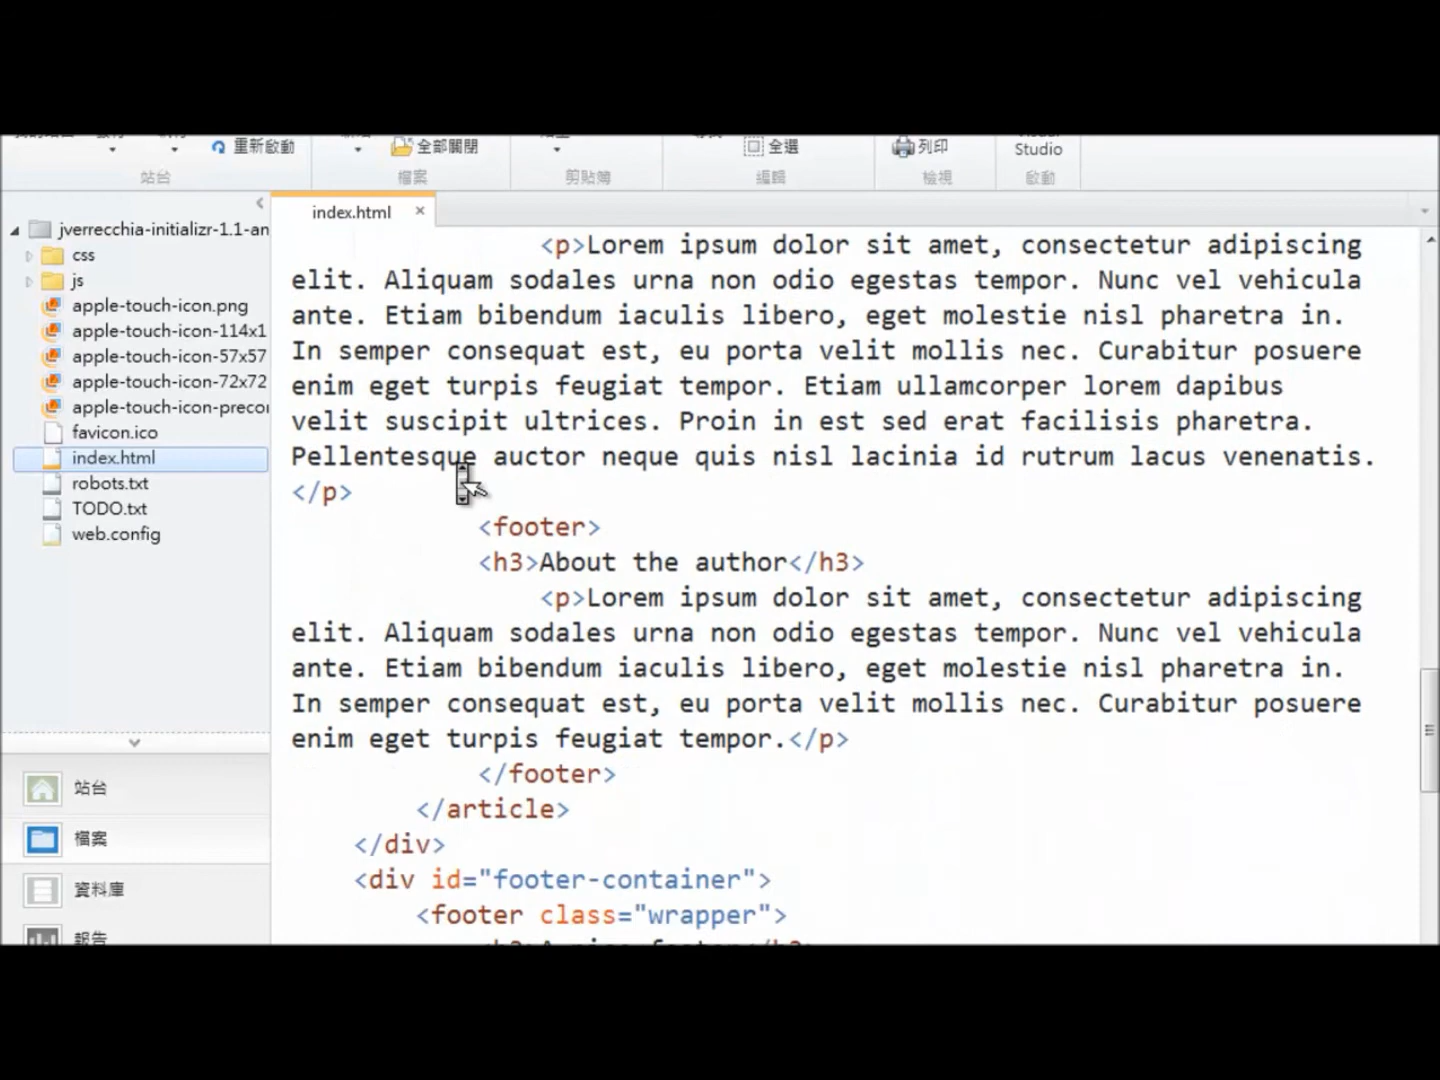 重新啟動
全部關閉
全選
列印
Studio
站台
檔案
剪貼簿
編輯
檢視
啟動
index.html
jverrecchia-initializr-1.1-an
css
js
apple-touch-icon.png
apple-touch-icon-114x1
apple-touch-icon-57x57
apple-touch-icon-72x72
apple-touch-icon-precor
favicon.ico
index.html
robots.txt
TODO.txt
web.config
站台
檔案
資料庫
報告
<p>Lorem ipsum dolor sit amet, consectetur adipiscing
elit. Aliquam sodales urna non odio egestas tempor. Nunc vel vehicula
ante. Etiam bibendum iaculis libero, eget molestie nisl pharetra in.
In semper consequat est, eu porta velit mollis nec. Curabitur posuere
enim eget turpis feugiat tempor. Etiam ullamcorper lorem dapibus
velit suscipit ultrices. Proin in est sed erat facilisis pharetra.
Pellentesque auctor neque quis nisl lacinia id rutrum lacus venenatis.
</p>
<footer>
<h3>About the author</h3>
<p>Lorem ipsum dolor sit amet, consectetur adipiscing
elit. Aliquam sodales urna non odio egestas tempor. Nunc vel vehicula
ante. Etiam bibendum iaculis libero, eget molestie nisl pharetra in.
In semper consequat est, eu porta velit mollis nec. Curabitur posuere
enim eget turpis feugiat tempor.</p>
</footer>
</article>
</div>
<div id="footer-container">
<footer class="wrapper">